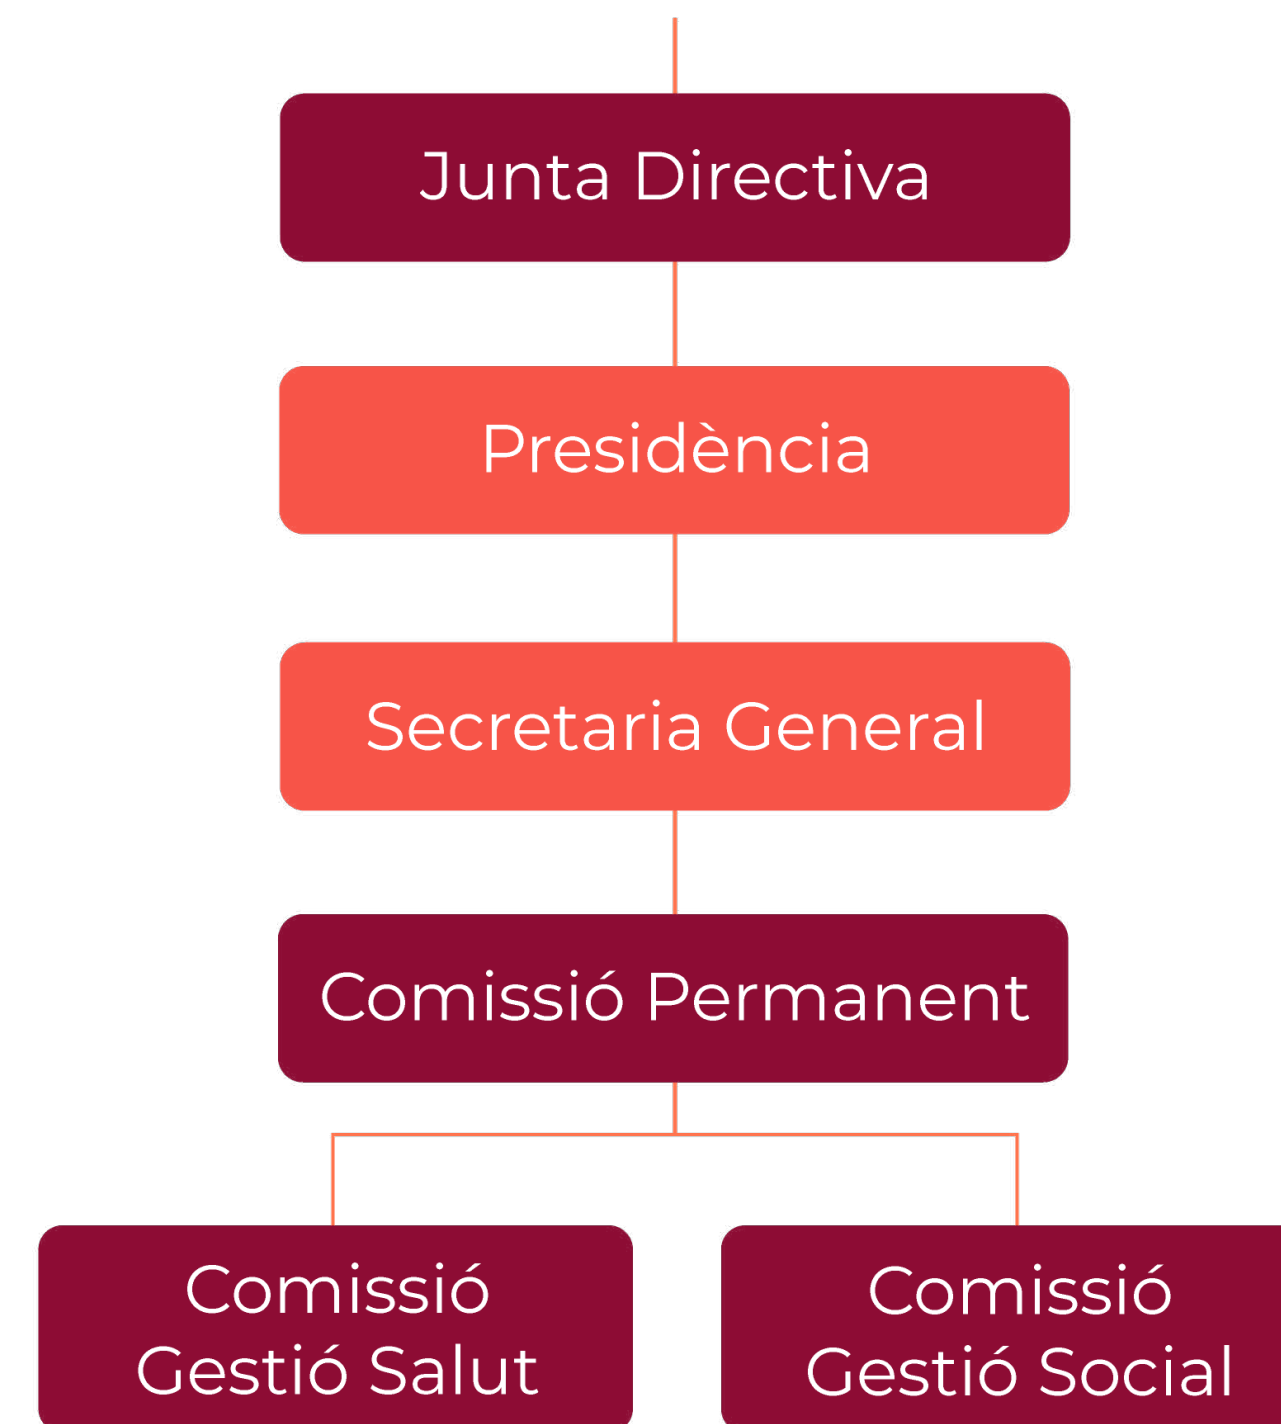 Junta Directiva
Presidència
Secretaria General
Comissió Permanent
Comissió
Gestió Salut
Comissió
Gestió Social